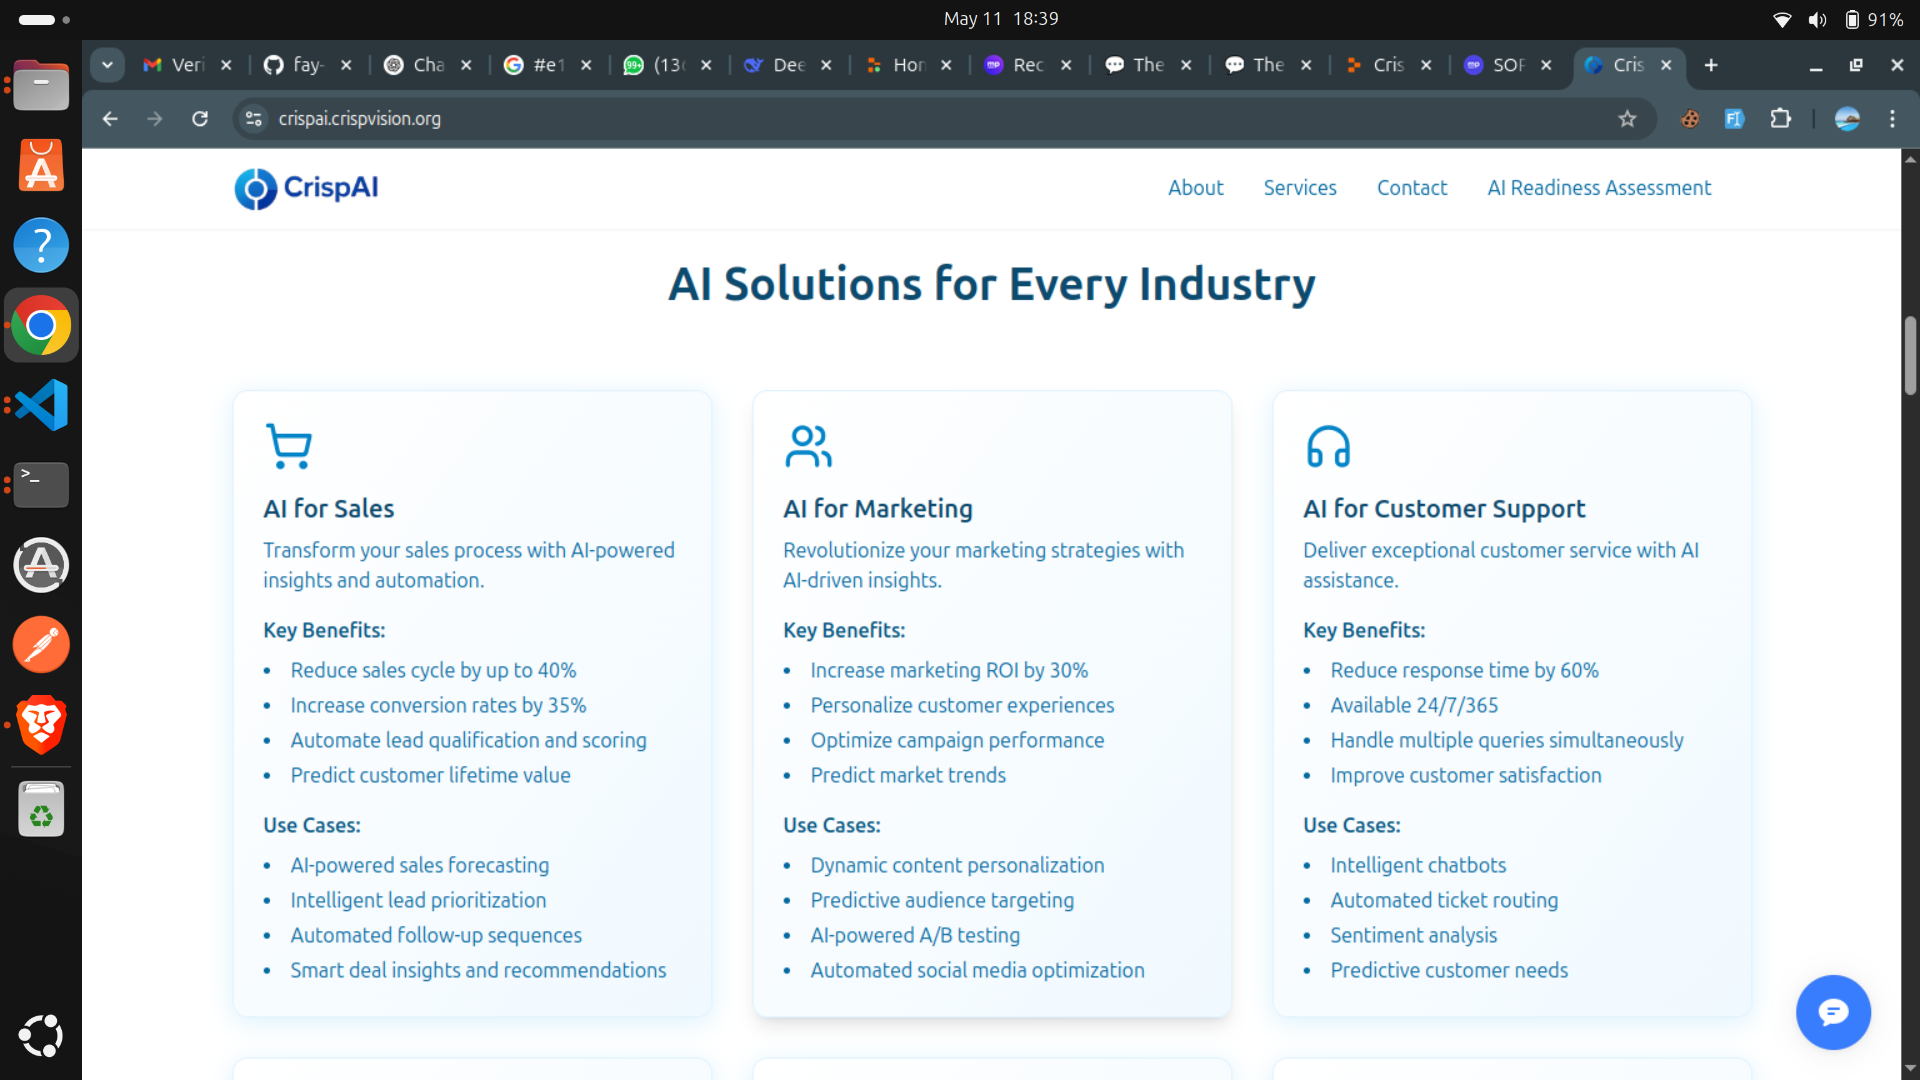 May 11 18:39
91%
Veri
fay-
Cha
#e1
(13
Dee
Hor
Rec
The
The
Cris
SOF
Cris
crispai.crispvision.org
CrispAI
About
Services
Contact
AI Readiness Assessment
AI Solutions for Every Industry
AI for Sales
Transform your sales process with AI-powered
insights and automation.
Key Benefits:
• Reduce sales cycle by up to 40%
• Increase conversion rates by 35%
• Automate lead qualification and scoring
• Predict customer lifetime value
Use Cases:
• AI-powered sales forecasting
• Intelligent lead prioritization
• Automated follow-up sequences
• Smart deal insights and recommendations
AI for Marketing
Revolutionize your marketing strategies with
AI-driven insights.
Key Benefits:
• Increase marketing ROI by 30%
• Personalize customer experiences
• Optimize campaign performance
• Predict market trends
Use Cases:
• Dynamic content personalization
• Predictive audience targeting
• AI-powered A/B testing
• Automated social media optimization
AI for Customer Support
Deliver exceptional customer service with AI
assistance.
Key Benefits:
• Reduce response time by 60%
• Available 24/7/365
• Handle multiple queries simultaneously
• Improve customer satisfaction
Use Cases:
• Intelligent chatbots
• Automated ticket routing
• Sentiment analysis
• Predictive customer needs